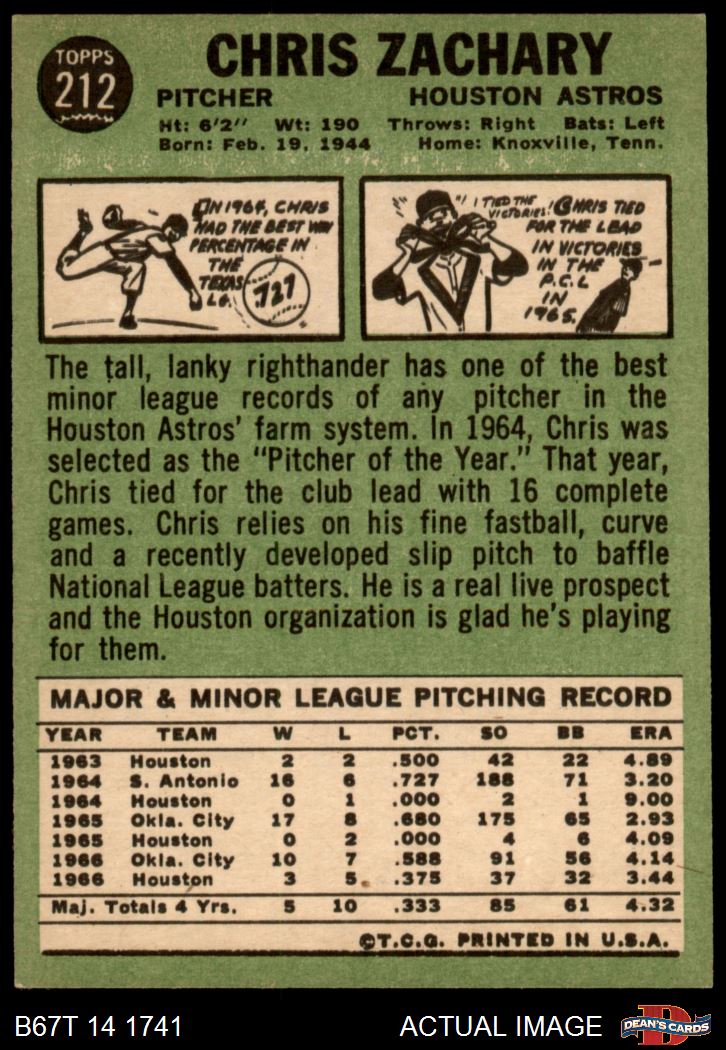 TOPPS
212
CHRIS ZACHARY
PITCHER HOUSTON ASTROS
Ht: 6'2" Wt: 190 Throws: Right Bats: Left
Born: Feb. 19, 1944 Home: Knoxville, Tenn.
IN 1964, CHRIS
HAD THE BEST WIN
PERCENTAGE IN
THE
TEXAS
LG.
.727
"I TIED THE
VICTORIES!
CHRIS TIED
FOR THE LEAD
IN VICTORIES
IN THE
P.C.L
IN
1965.
The tall, lanky righthander has one of the best
minor league records of any pitcher in the
Houston Astros' farm system. In 1964, Chris was
selected as the "Pitcher of the Year." That year,
Chris tied for the club lead with 16 complete
games. Chris relies on his fine fastball, curve
and a recently developed slip pitch to baffle
National League batters. He is a real live prospect
and the Houston organization is glad he's playing
for them.
MAJOR & MINOR LEAGUE PITCHING RECORD
YEAR TEAM W L PCT. SO BB ERA
1963 Houston 2 2 .500 42 22 4.89
1964 S. Antonio 16 6 .727 188 71 3.20
1964 Houston 0 1 .000 2 1 9.00
1965 Okla. City 17 8 .680 175 65 2.93
1965 Houston 0 2 .000 4 6 4.09
1966 Okla. City 10 7 .588 91 56 4.14
1966 Houston 3 5 .375 37 32 3.44
Maj. Totals 4 Yrs. 5 10 .333 85 61 4.32
©T.C.G. PRINTED IN U.S.A.
B67T 14 1741 ACTUAL IMAGE
D
DEAN'S CARDS